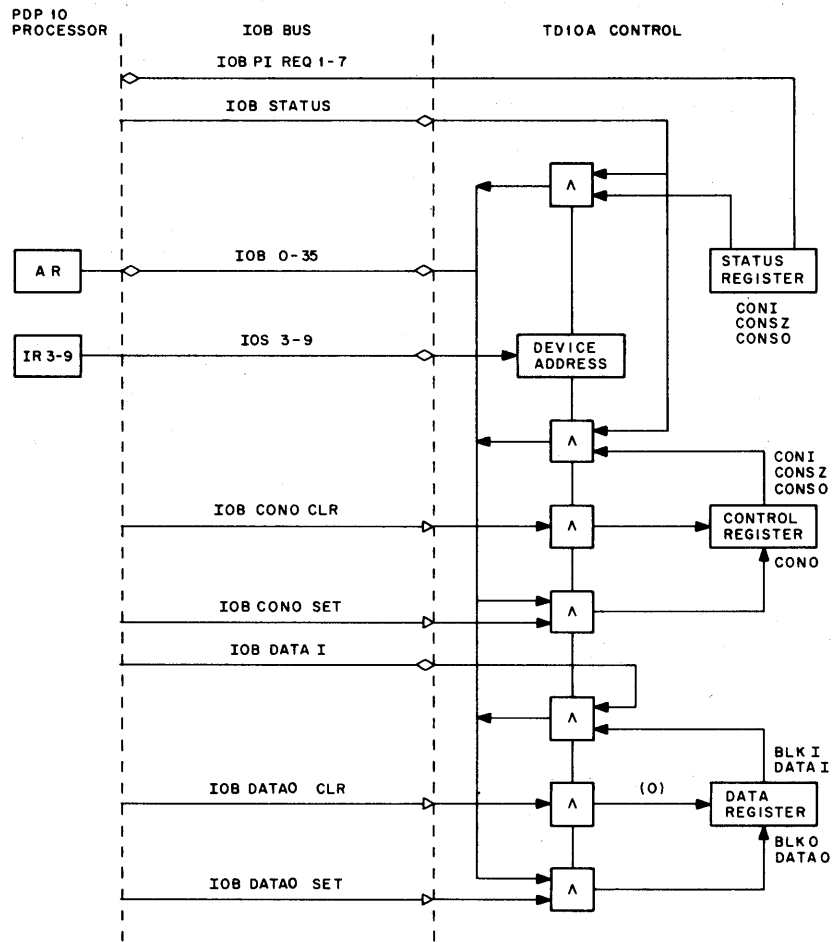 PDP 10
PROCESSOR
IOB BUS
TD10A CONTROL
IOB PI REQ 1-7
IOB STATUS
Λ
AR
IOB 0-35
STATUS
REGISTER
CONI
CONSZ
CONSO
IR 3-9
IOS 3-9
DEVICE
ADDRESS
Λ
CONI
CONSZ
CONSO
IOB CONO CLR
Λ
CONTROL
REGISTER
CONO
IOB CONO SET
Λ
IOB DATA I
Λ
BLKI
DATAI
IOB DATAO CLR
Λ
(0)
DATA
REGISTER
BLKO
DATAO
IOB DATAO SET
Λ